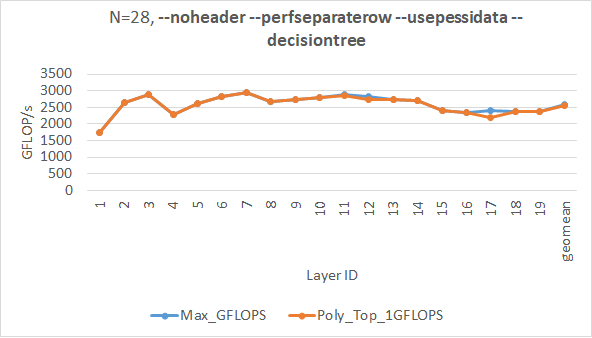 N=28, --noheader --perfseparaterow --usepessidata --
decisiontree
GFLOP/s
3500
3000
2500
2000
1500
1000
500
0
1 2 3 4 5 6 7 8 9 10 11 12 13 14 15 16 17 18 19 geomean
Layer ID
Max_GFLOPS Poly_Top_1GFLOPS